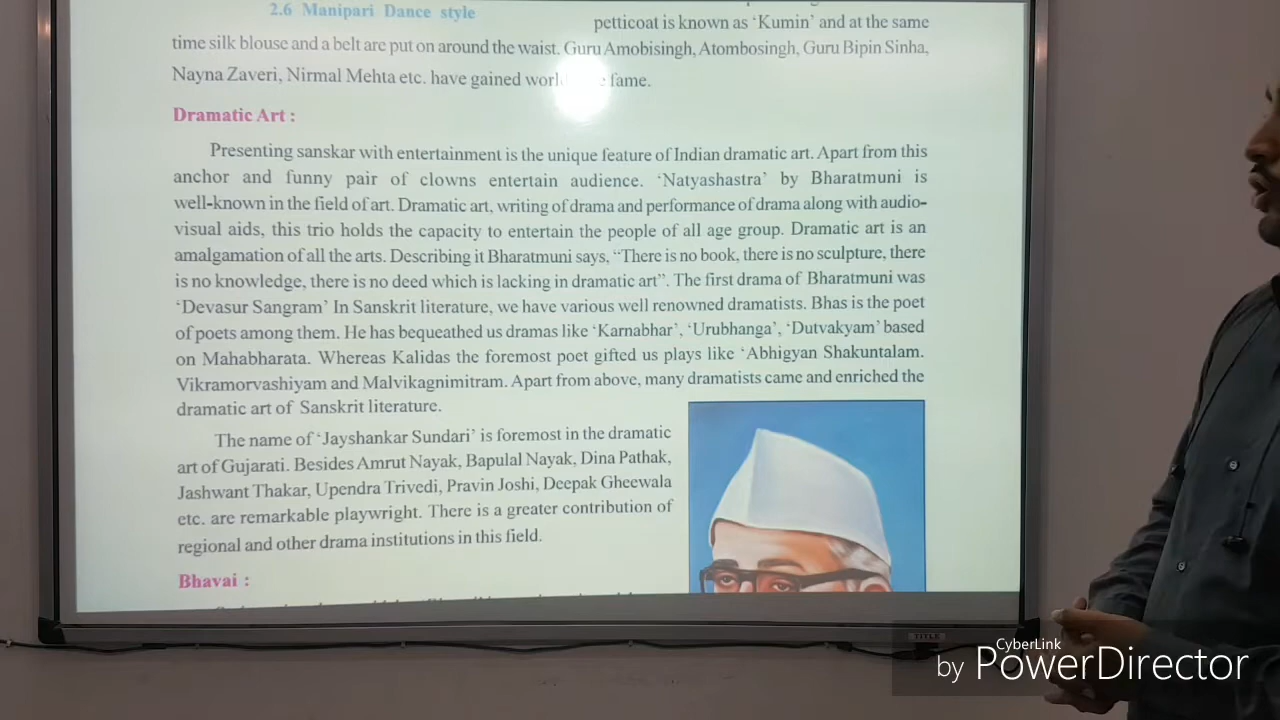 2.6 Manipari Dance style
petticoat is known as ‘Kumin’ and at the same
time silk blouse and a belt are put on around the waist. Guru Amobisingh, Atombosingh, Guru Bipin Sinha,
Nayna Zaveri, Nirmal Mehta etc. have gained fame.
Dramatic Art :
Presenting sanskar with entertainment is the unique feature of Indian dramatic art. Apart from this
anchor and funny pair of clowns entertain audience. ‘Natyashastra’ by Bharatmuni is
well-known in the field of art. Dramatic art, writing of drama and performance of drama along with audio-
visual aids, this trio holds the capacity to entertain the people of all age group. Dramatic art is an
amalgamation of all the arts. Describing it Bharatmuni says, “There is no book, there is no sculpture, there
is no knowledge, there is no deed which is lacking in dramatic art”. The first drama of Bharatmuni was
‘Devasur Sangram’ In Sanskrit literature, we have various well renowned dramatists. Bhas is the poet
of poets among them. He has bequeathed us dramas like ‘Karnabhar’, ‘Urubhanga’, ‘Dutvakyam’ based
on Mahabharata. Whereas Kalidas the foremost poet gifted us plays like ‘Abhigyan Shakuntalam.
Vikramorvashiyam and Malvikagnimitram. Apart from above, many dramatists came and enriched the
dramatic art of Sanskrit literature.
The name of ‘Jayshankar Sundari’ is foremost in the dramatic
art of Gujarati. Besides Amrut Nayak, Bapulal Nayak, Dina Pathak,
Jashwant Thakar, Upendra Trivedi, Pravin Joshi, Deepak Gheewala
etc. are remarkable playwright. There is a greater contribution of
regional and other drama institutions in this field.
Bhavai :
TITLE
CyberLink
by PowerDirector